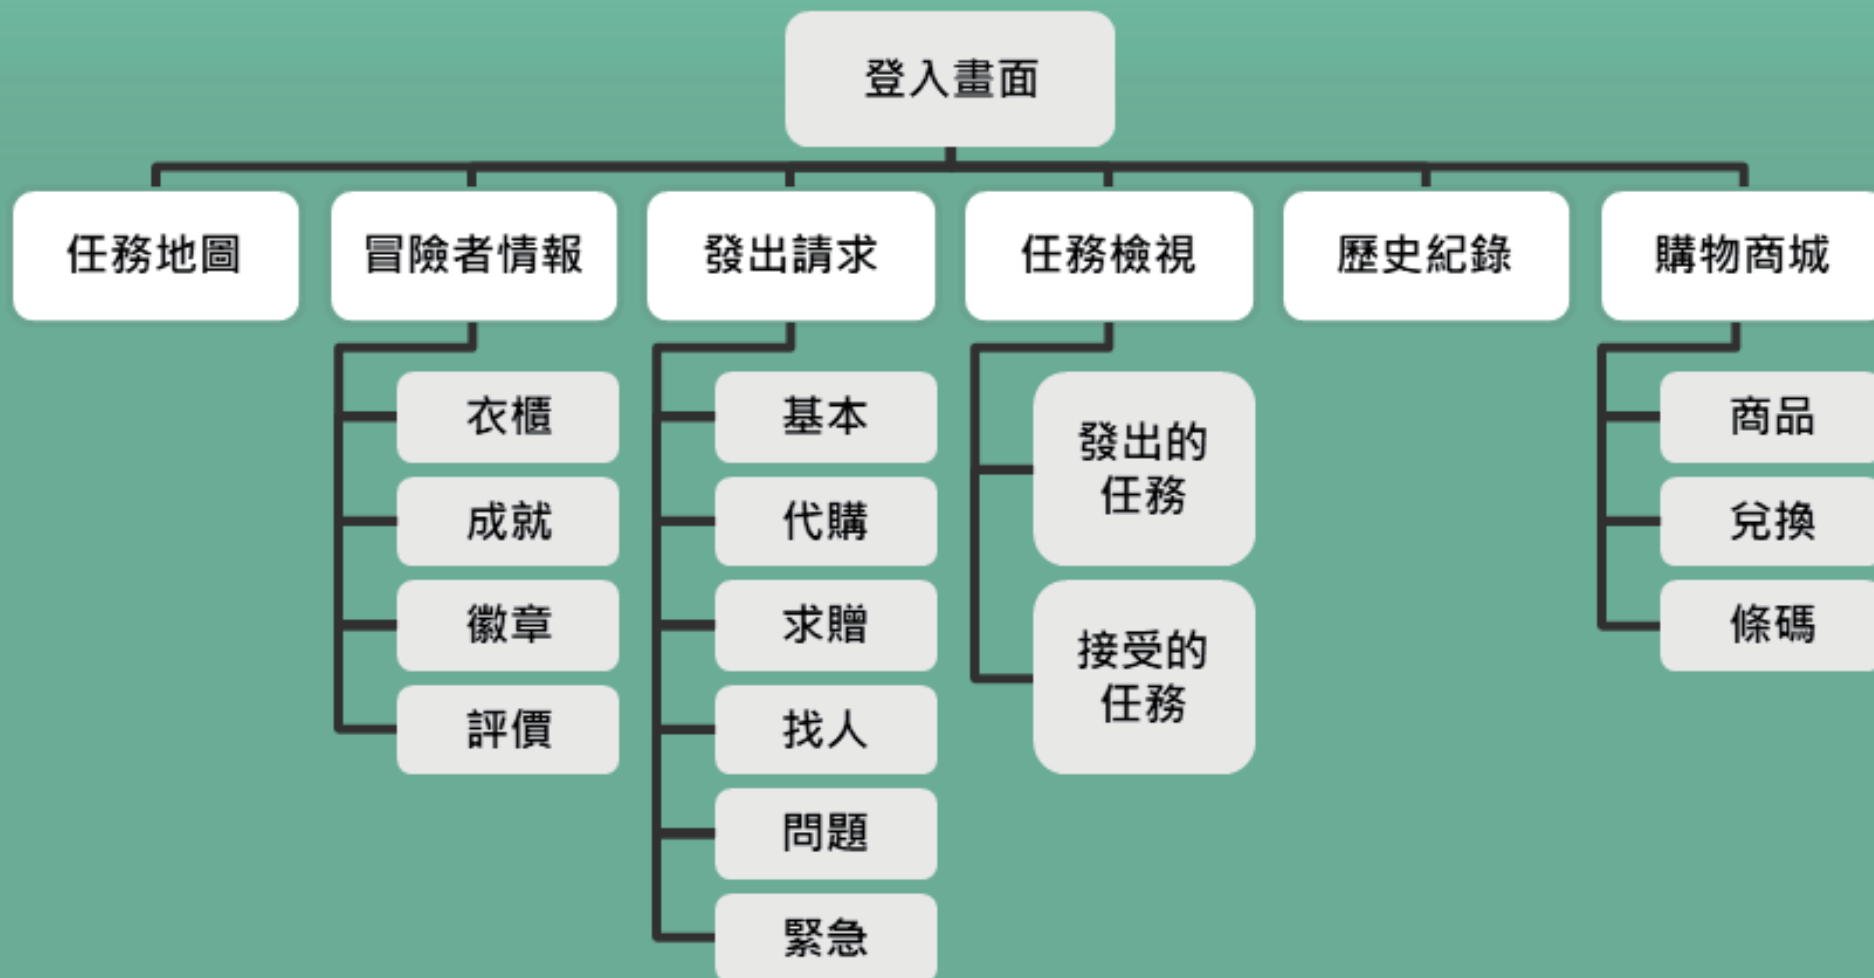 登入畫面
任務地圖
冒險者情報
發出請求
任務檢視
歷史紀錄
購物商城
衣櫃
成就
徽章
評價
基本
代購
求贈
找人
問題
緊急
發出的
任務
接受的
任務
商品
兌換
條碼